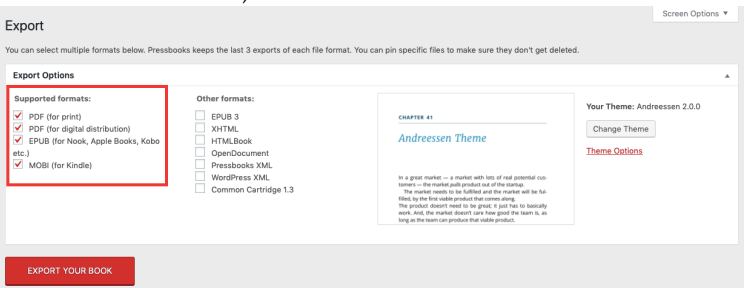 Screen Options ▼
Export
You can select multiple formats below. Pressbooks keeps the last 3 exports of each file format. You can pin specific files to make sure they don't get deleted.
Export Options
Supported formats:
PDF (for print)
PDF (for digital distribution)
EPUB (for Nook, Apple Books, Kobo
etc.)
MOBI (for Kindle)
Other formats:
EPUB 3
XHTML
HTMLBook
OpenDocument
Pressbooks XML
WordPress XML
Common Cartridge 1.3
CHAPTER 41
Andreessen Theme
In a great market — a market with lots of real potential cus-
tomers — the market pulls product out of the startup.
The market needs to be fulfilled and the market will be ful-
filled, by the first viable product that comes along.
The product doesn't need to be great; it just has to basically
work. And, the market doesn't care how good the team is, as
long as the team can produce that viable product.
Your Theme: Andreessen 2.0.0
Change Theme
Theme Options
EXPORT YOUR BOOK